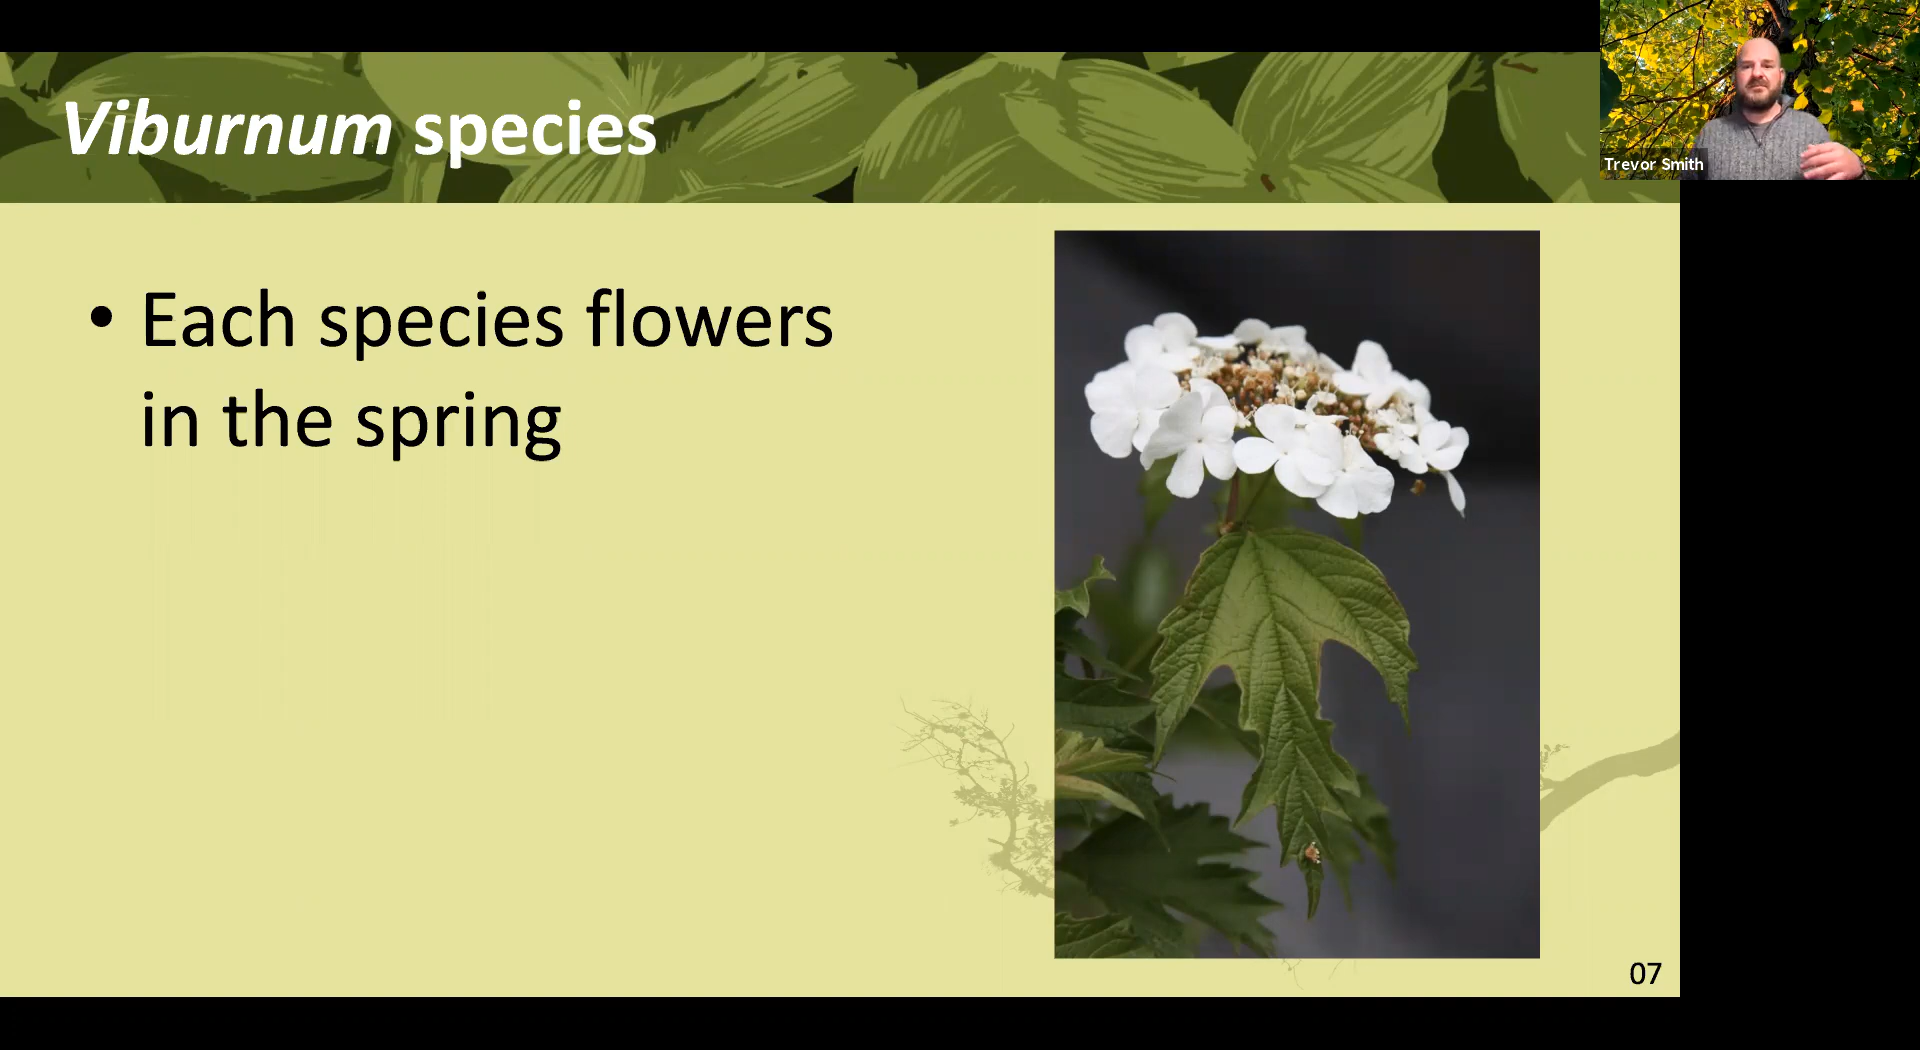 Viburnum species
Trevor Smith
• Each species flowers
in the spring
07